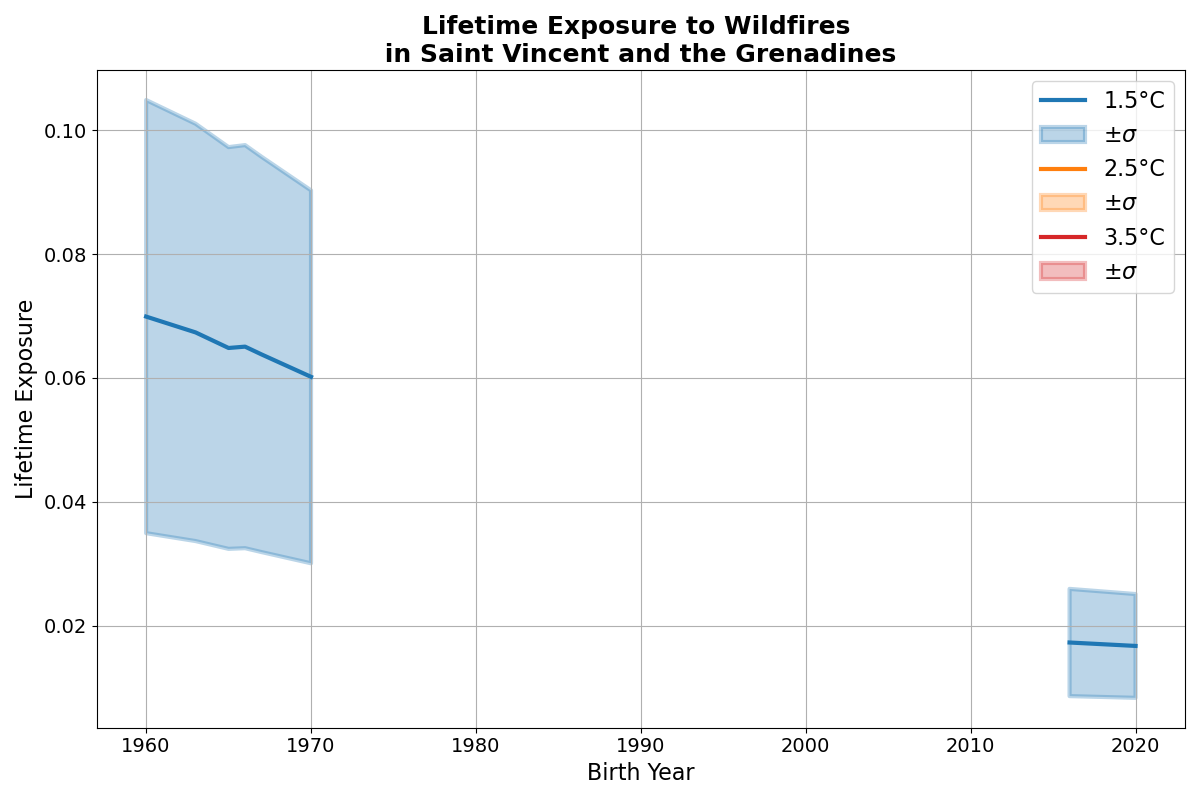 Lifetime Exposure to Wildfires
in Saint Vincent and the Grenadines
Lifetime Exposure
0.10
0.08
0.06
0.04
0.02
1960
1970
1980
1990
2000
2010
2020
Birth Year
1.5°C
±σ
2.5°C
±σ
3.5°C
±σ